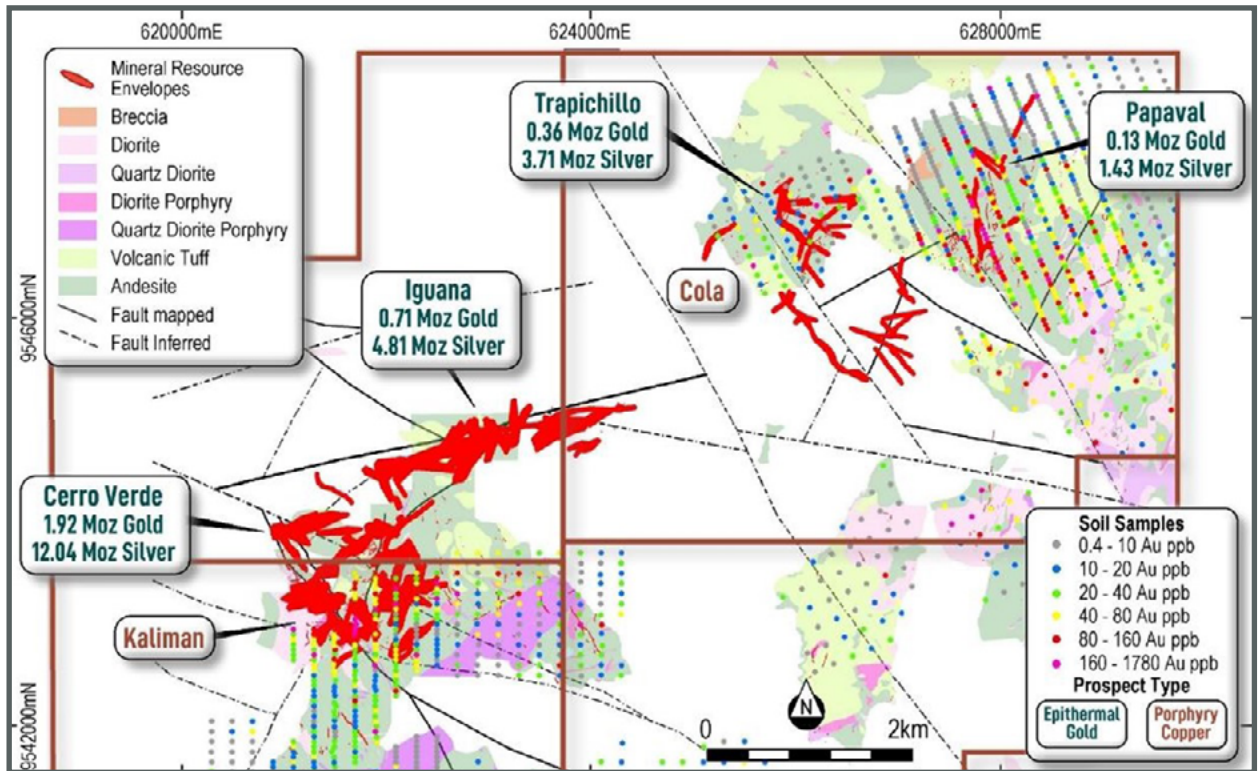 620000mE
624000mE
628000mE
Mineral Resource
Envelopes
Breccia
Diorite
Quartz Diorite
Diorite Porphyry
Quartz Diorite Porphyry
Volcanic Tuff
Andesite
Fault mapped
Fault Inferred
Trapichillo
0.36 Moz Gold
3.71 Moz Silver
Papaval
0.13 Moz Gold
1.43 Moz Silver
Cola
Iguana
0.71 Moz Gold
4.81 Moz Silver
9546000mN
Cerro Verde
1.92 Moz Gold
12.04 Moz Silver
Kaliman
9542000mN
N
0 2km
Soil Samples
0.4 - 10 Au ppb
10 - 20 Au ppb
20 - 40 Au ppb
40 - 80 Au ppb
80 - 160 Au ppb
160 - 1780 Au ppb
Prospect Type
Epithermal
Gold
Porphyry
Copper